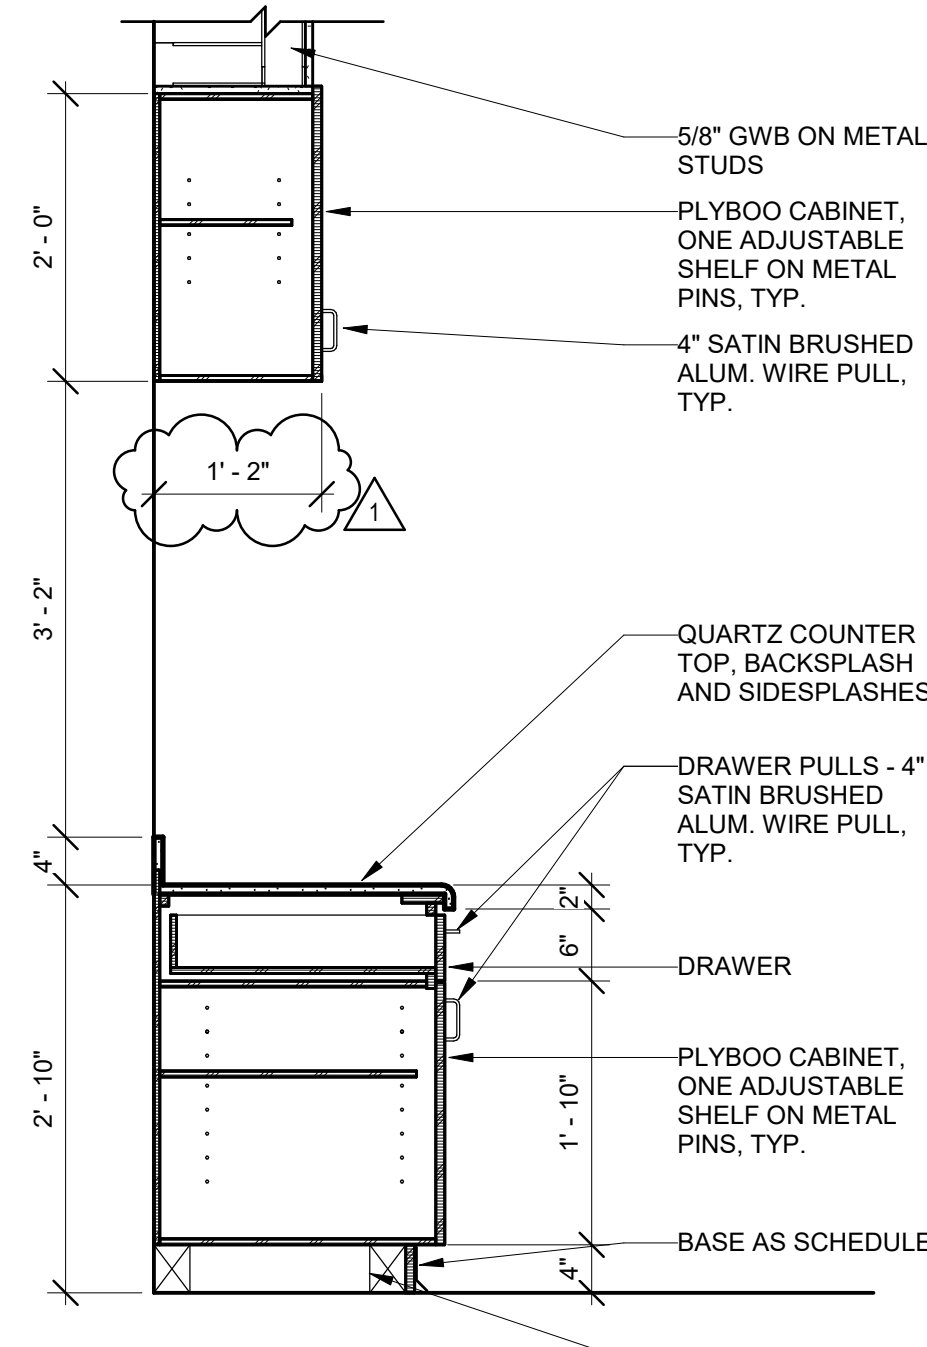 5/8" GWB ON METAL
STUDS
PLYBOO CABINET,
ONE ADJUSTABLE
SHELF ON METAL
PINS, TYP.
2' - 0"
4" SATIN BRUSHED
ALUM. WIRE PULL,
TYP.
1' - 2"
1
3' - 2"
QUARTZ COUNTER
TOP, BACKSPLASH
AND SIDESPLASHES
DRAWER PULLS - 4"
SATIN BRUSHED
ALUM. WIRE PULL,
TYP.
4"
2"
6"
DRAWER
2' - 10"
1' - 10"
PLYBOO CABINET,
ONE ADJUSTABLE
SHELF ON METAL
PINS, TYP.
BASE AS SCHEDULE
4"